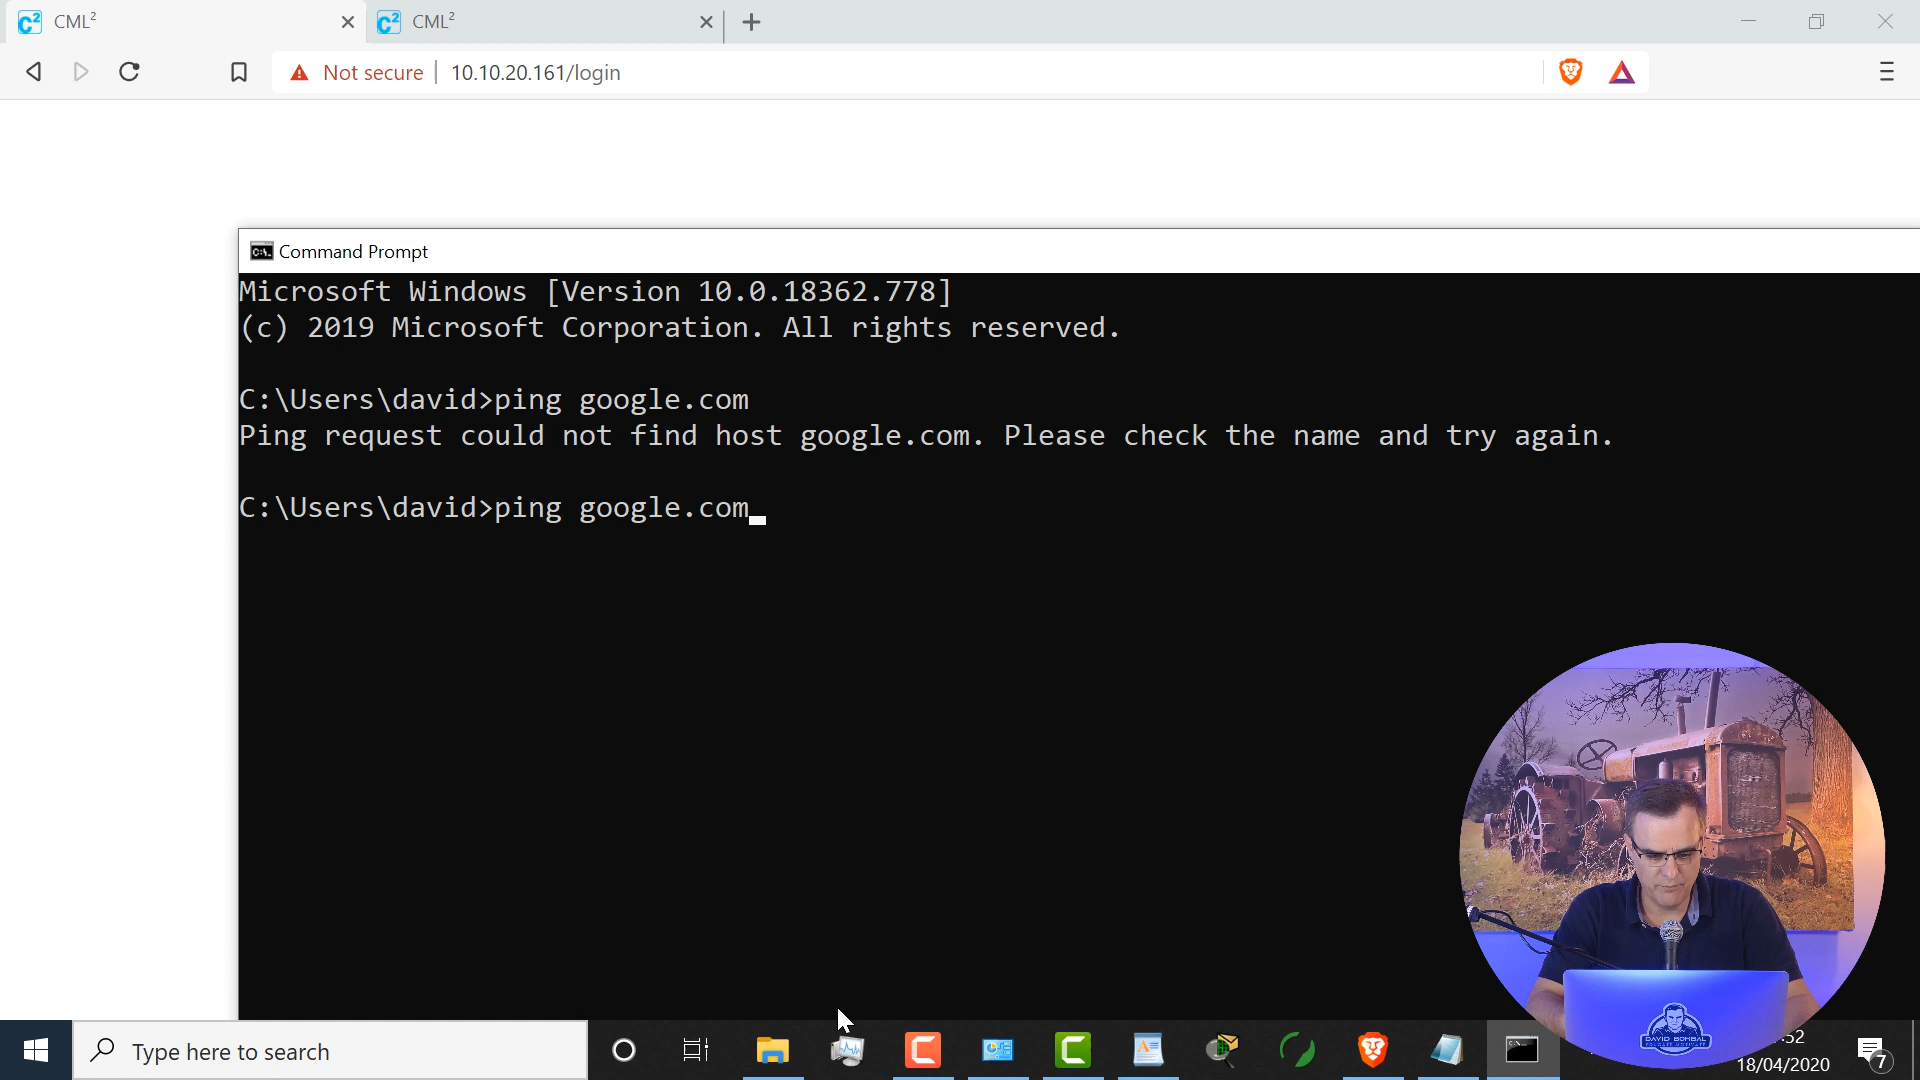 CML²
CML²
Not secure
10.10.20.161/login
Command Prompt
Microsoft Windows [Version 10.0.18362.778]
(c) 2019 Microsoft Corporation. All rights reserved.
C:\Users\david>ping google.com
Ping request could not find host google.com. Please check the name and try again.
C:\Users\david>ping google.com
DAVID BOMBAL
Type here to search
:52
18/04/2020
7